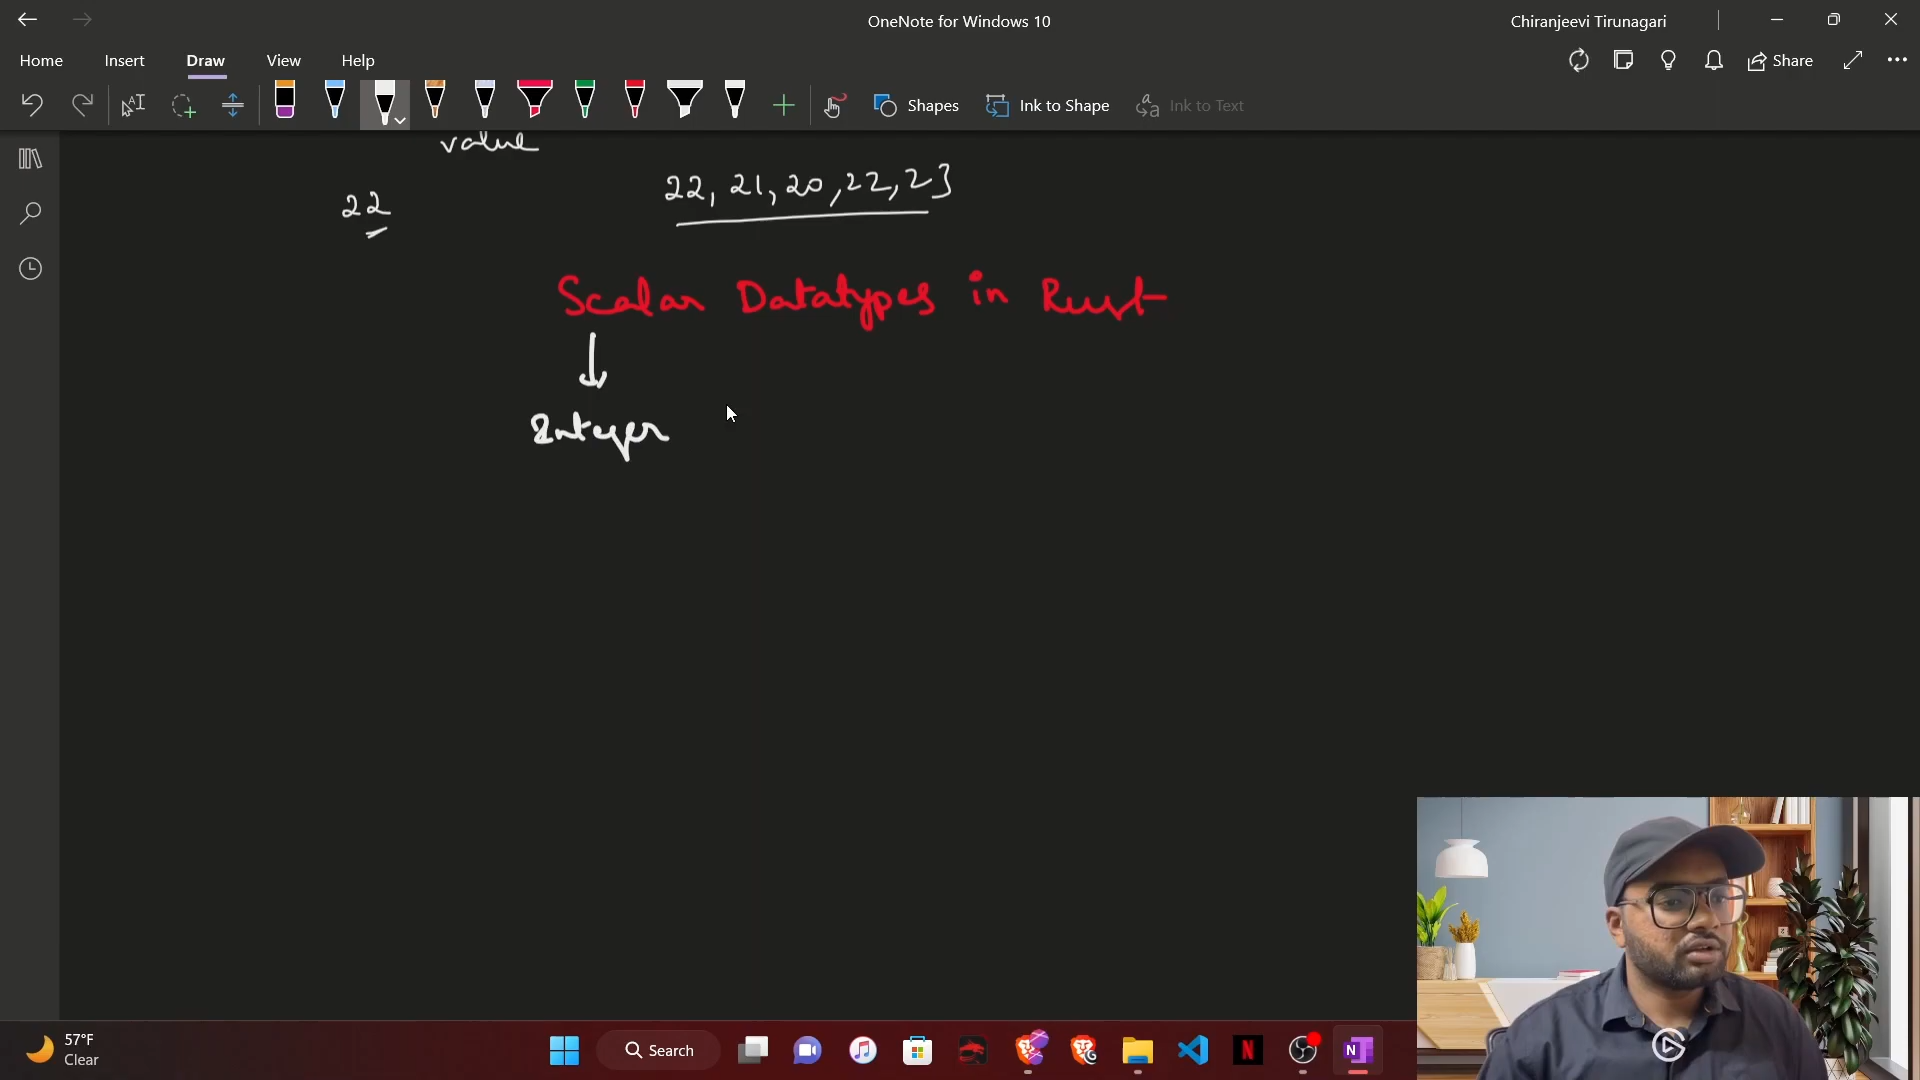 OneNote for Windows 10
Chiranjeevi Tirunagari
Home Insert Draw View Help
Share
Shapes Ink to Shape Ink to Text
value
22, 21, 20, 22, 23
22
Scalar Datatypes in Rust
Integer
57°F
Clear
Search